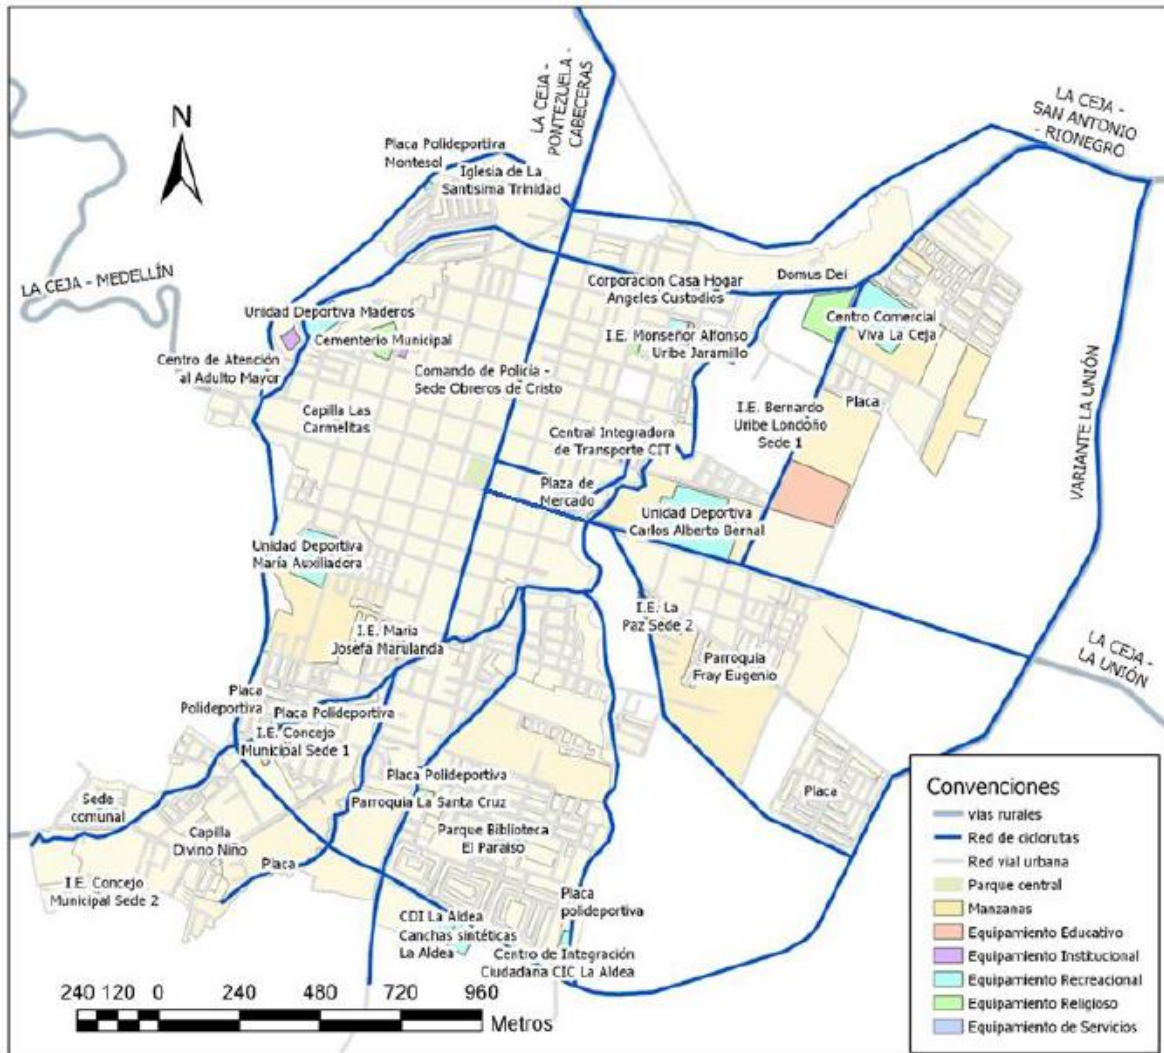 LA CEJA -
PONTEZUELA -
CABECERAS
LA CEJA -
SAN ANTONIO
- RIONEGRO
N
Placa Polideportiva
Montesol
Iglesia de La
Santisima Trinidad
LA CEJA - MEDELLÍN
Corporacion Casa Hogar
Angeles Custodios
Domus Dei
Unidad Deportiva Maderos
Cementerio Municipal
I.E. Monseñor Alfonso
Uribe Jaramillo
Centro Comercial
Viva La Ceja
Centro de Atención
al Adulto Mayor
Comando de Policía -
Sede Obreros de Cristo
Capilla Las
Carmelitas
I.E. Bernardo
Uribe Londoño
Sede 1
Placa
Central Integradora
de Transporte CIT
VARIANTE LA UNIÓN
Plaza de
Mercado
Unidad Deportiva
Carlos Alberto Bernal
Unidad Deportiva
María Auxiliadora
I.E. La
Paz Sede 2
I.E. Maria
Josefa Marulanda
Parroquia
Fray Eugenio
LA CEJA -
LA UNIÓN
Placa
Polideportiva
Placa Polideportiva
I.E. Concejo
Municipal Sede 1
Placa Polideportiva
Parroquia La Santa Cruz
Placa
Sede
comunal
Capilla
Divino Niño
Parque Biblioteca
El Paraiso
Placa
I.E. Concejo
Municipal Sede 2
Placa
polideportiva
CDI La Aldea
Canchas sintéticas
La Aldea
Centro de Integración
Ciudadana CIC La Aldea
240 120 0 240 480 720 960
Metros
Convenciones
vías rurales
Red de ciclorutas
Red vial urbana
Parque central
Manzanas
Equipamiento Educativo
Equipamiento Institucional
Equipamiento Recreacional
Equipamiento Religioso
Equipamiento de Servicios